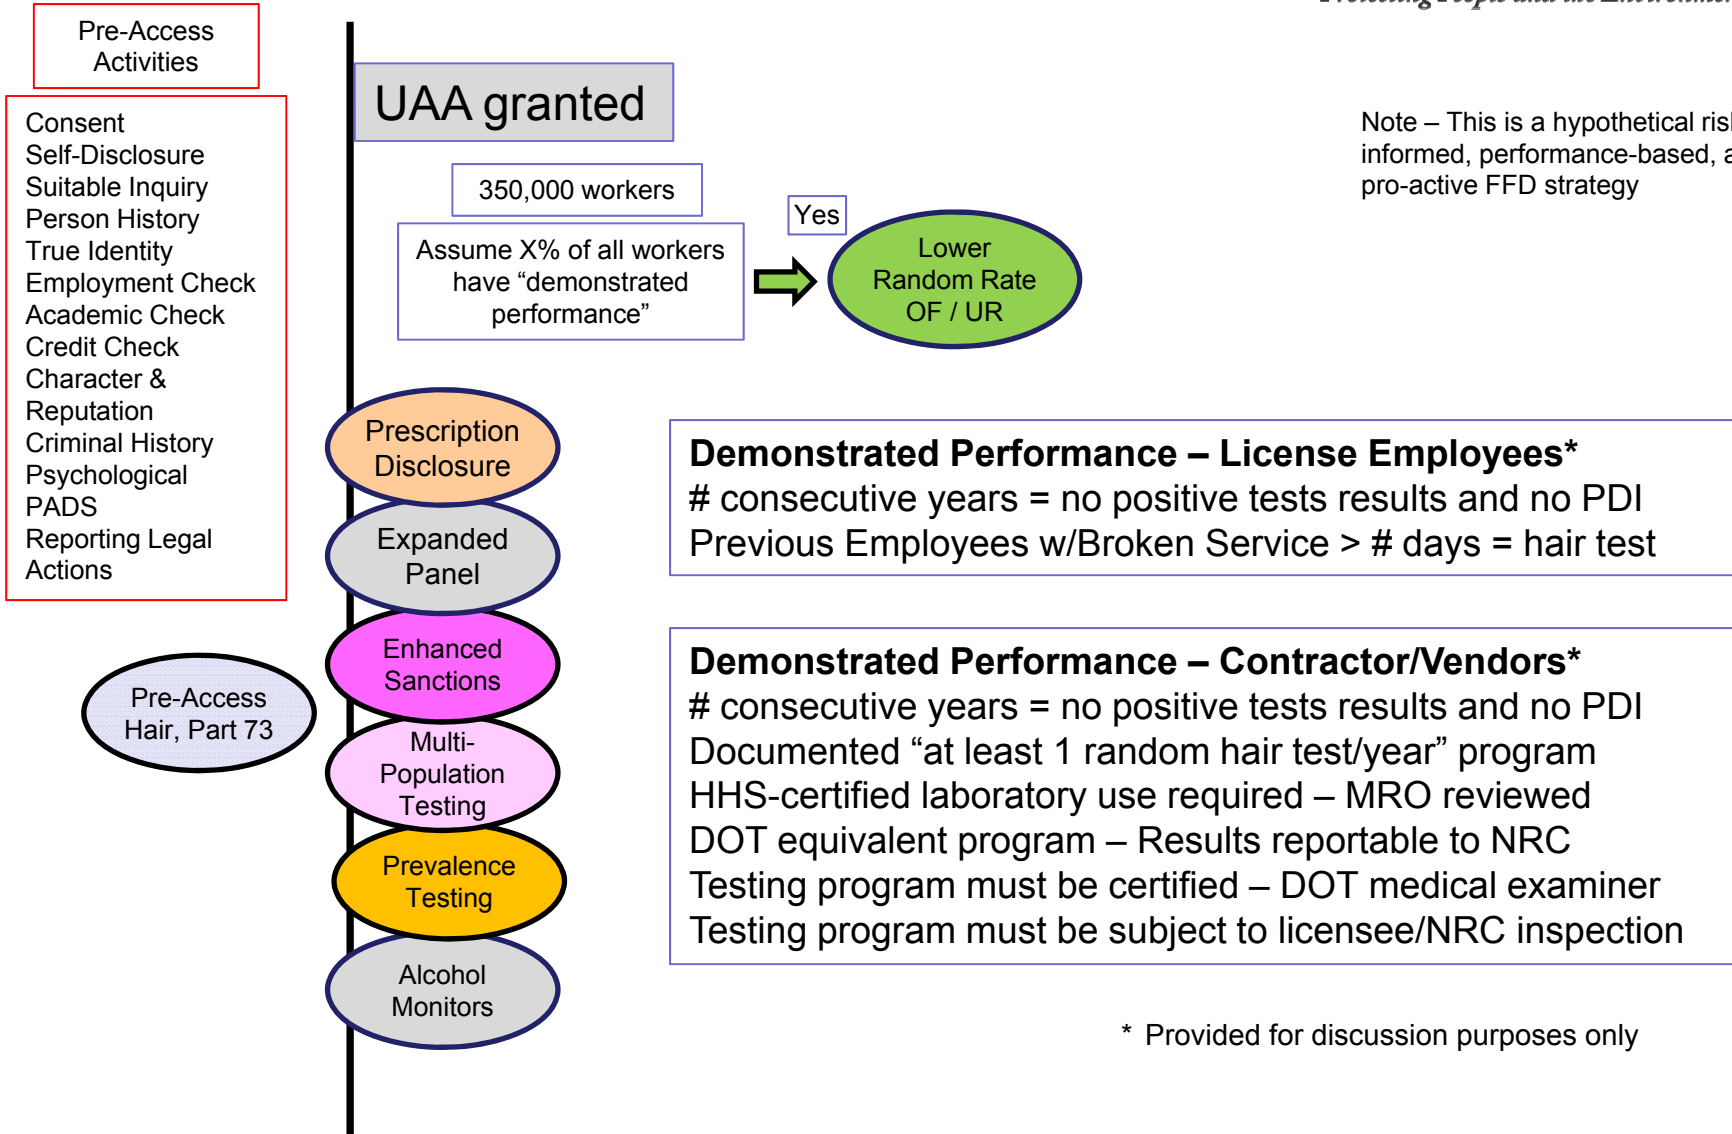 Protecting People and the Environmen
Pre-Access
Activities
Consent
Self-Disclosure
Suitable Inquiry
Person History
True Identity
Employment Check
Academic Check
Credit Check
Character &
Reputation
Criminal History
Psychological
PADS
Reporting Legal
Actions
UAA granted
350,000 workers
Assume X% of all workers
have “demonstrated
performance”
Yes
Lower
Random Rate
OF / UR
Note – This is a hypothetical risk
informed, performance-based, a
pro-active FFD strategy
Prescription
Disclosure
Expanded
Panel
Enhanced
Sanctions
Multi-
Population
Testing
Prevalence
Testing
Alcohol
Monitors
Pre-Access
Hair, Part 73
Demonstrated Performance – License Employees*
# consecutive years = no positive tests results and no PDI
Previous Employees w/Broken Service > # days = hair test
Demonstrated Performance – Contractor/Vendors*
# consecutive years = no positive tests results and no PDI
Documented “at least 1 random hair test/year” program
HHS-certified laboratory use required – MRO reviewed
DOT equivalent program – Results reportable to NRC
Testing program must be certified – DOT medical examiner
Testing program must be subject to licensee/NRC inspection
* Provided for discussion purposes only